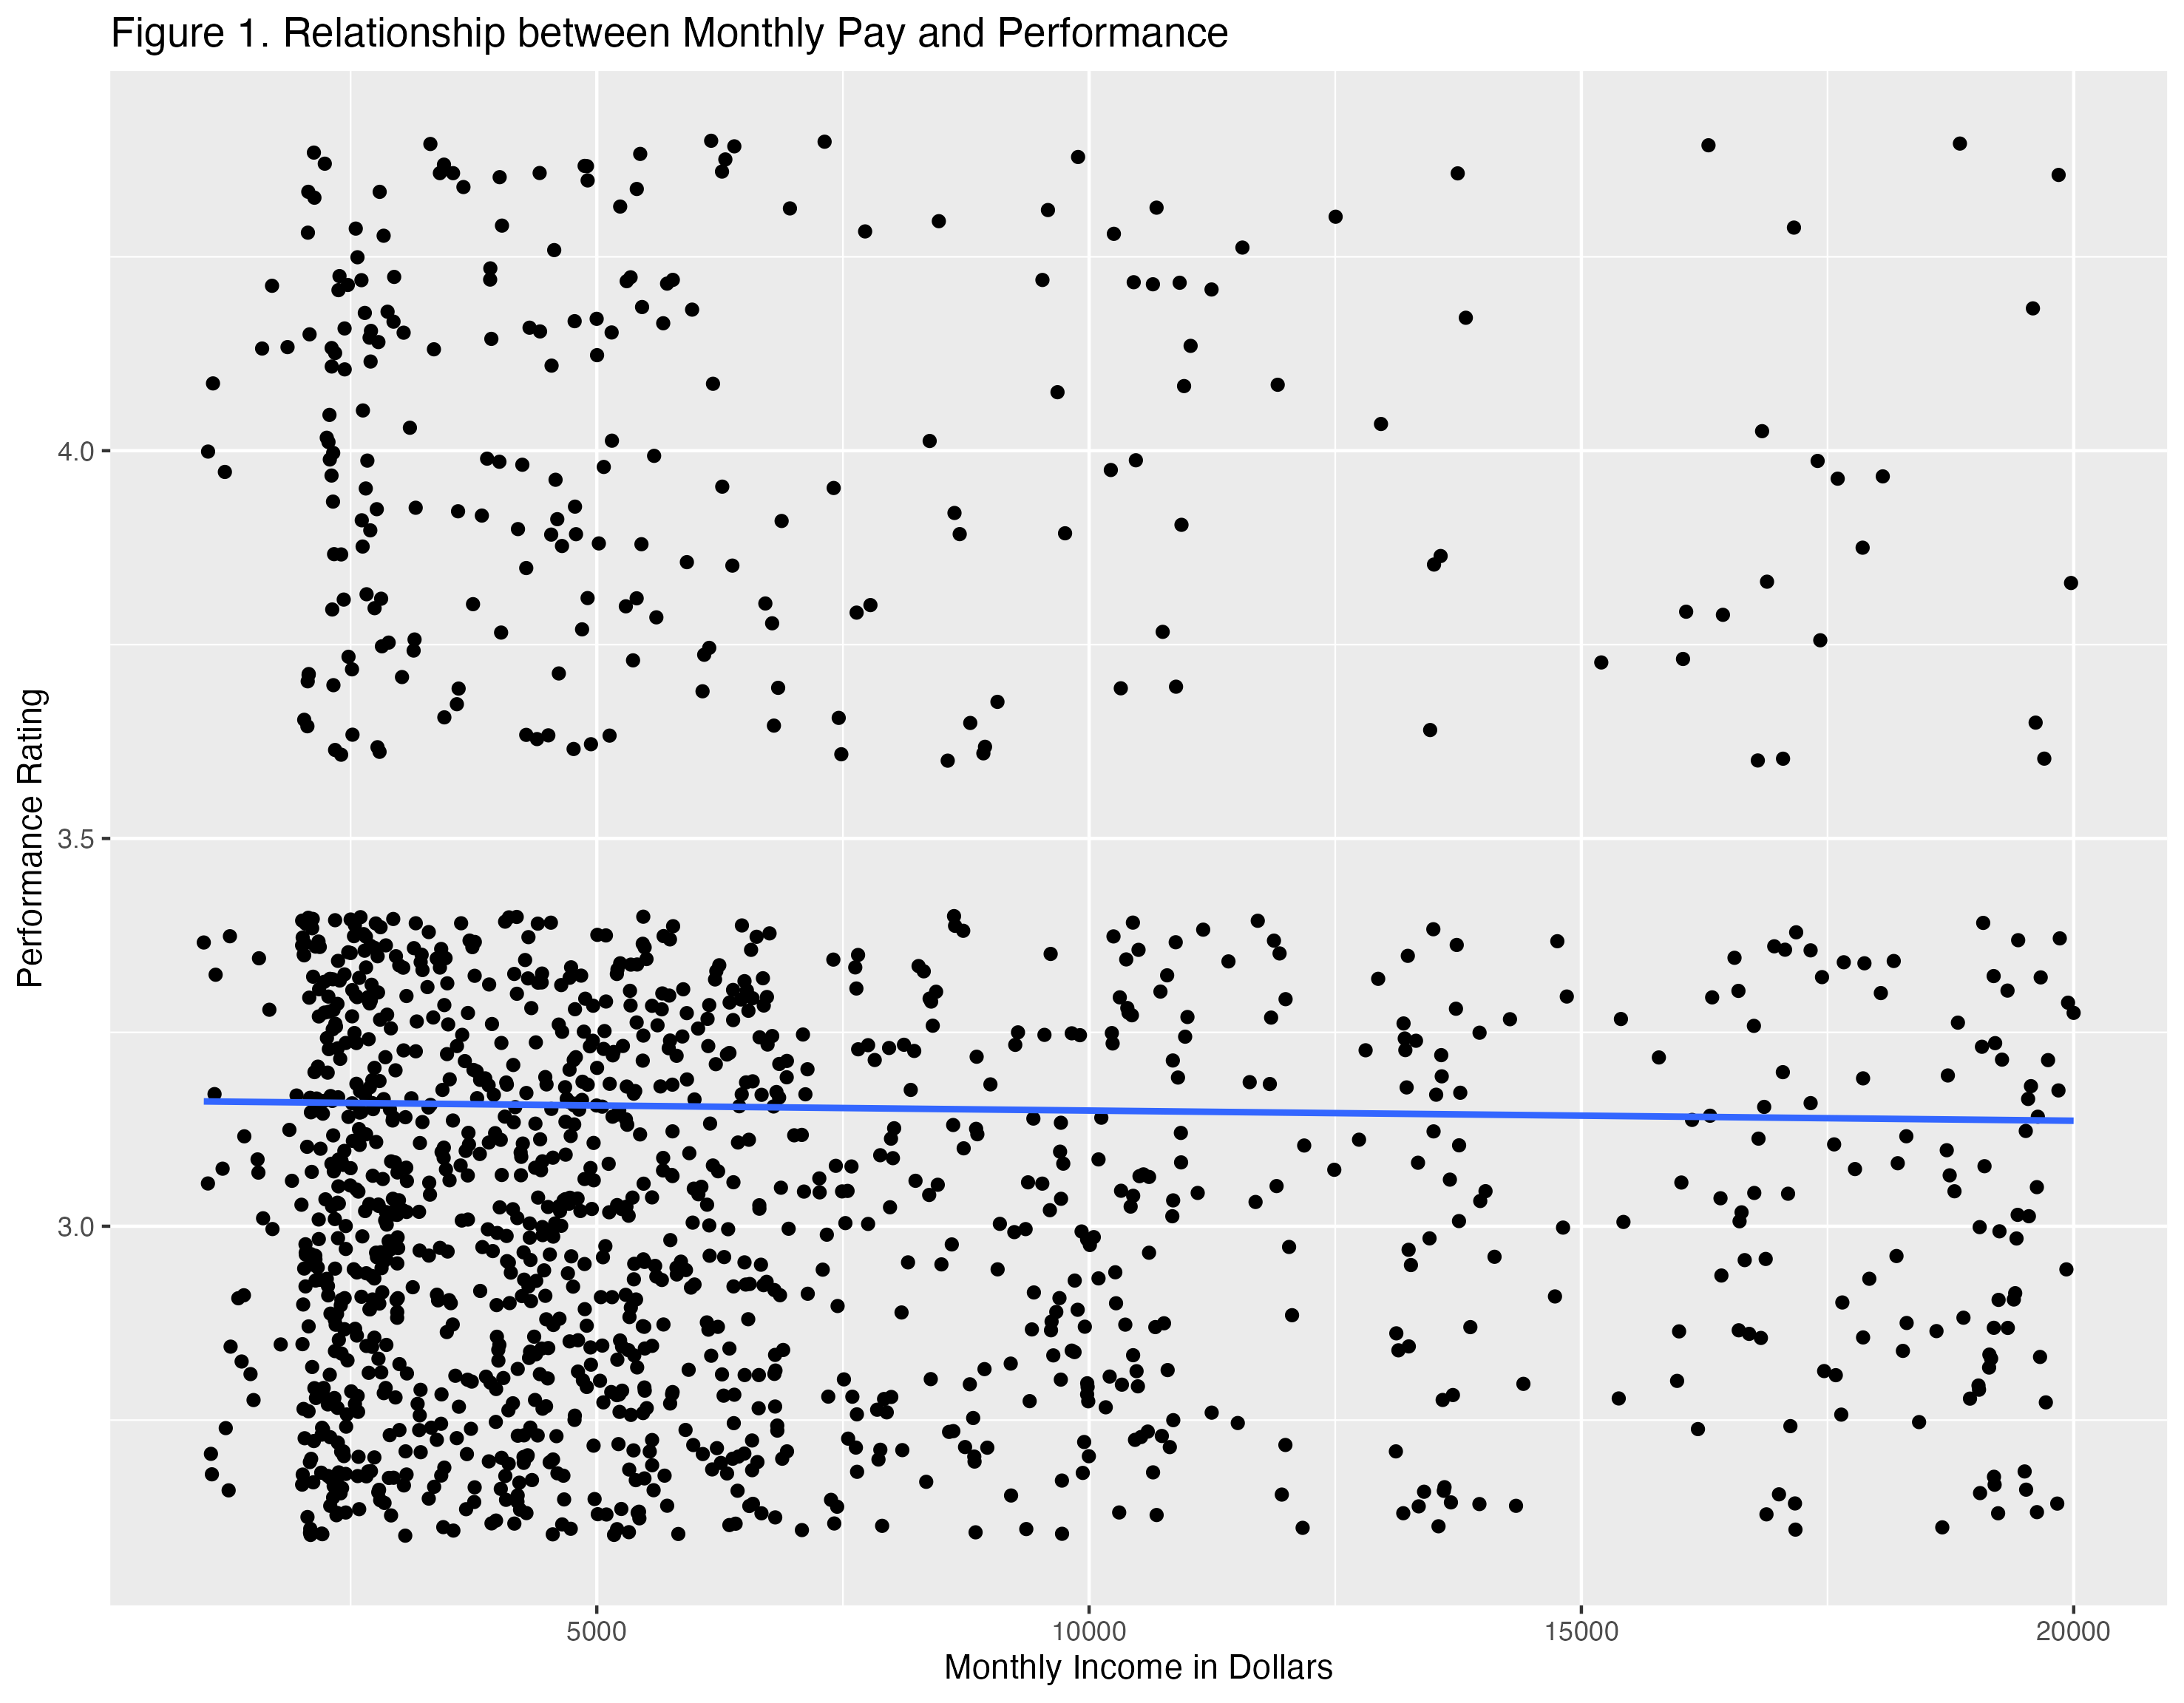 Figure 1. Relationship between Monthly Pay and Performance
Performance Rating
4.0
3.5
3.0
5000
10000
15000
20000
Monthly Income in Dollars